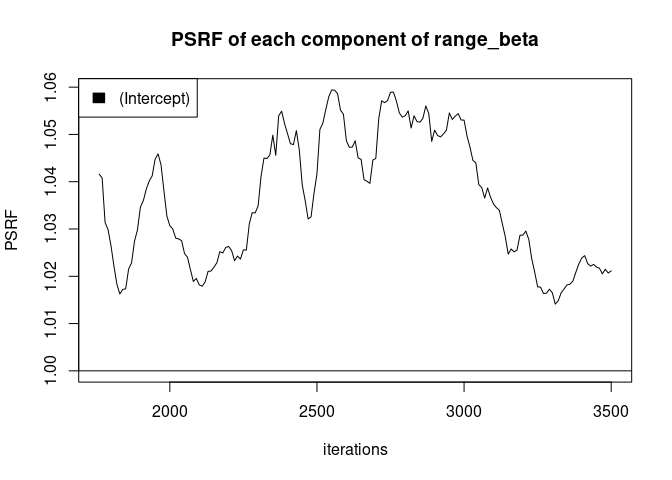 PSRF of each component of range_beta
(Intercept)
PSRF
1.06
1.05
1.04
1.03
1.02
1.01
1.00
2000 2500 3000 3500
iterations